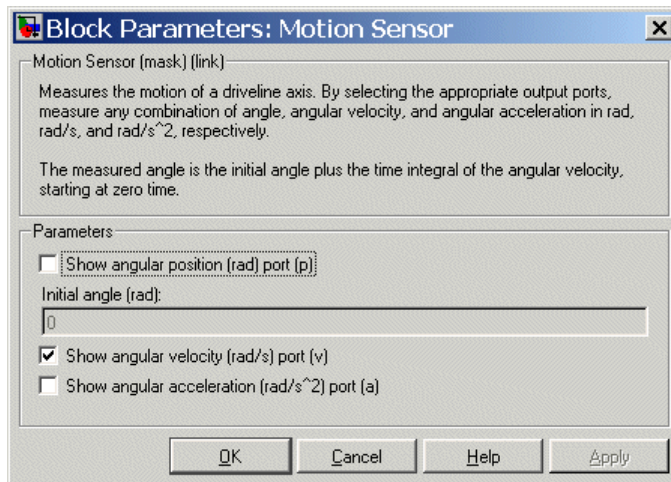 Block Parameters: Motion Sensor
Motion Sensor (mask) (link)
Measures the motion of a driveline axis. By selecting the appropriate output ports,
measure any combination of angle, angular velocity, and angular acceleration in rad,
rad/s, and rad/s^2, respectively.
The measured angle is the initial angle plus the time integral of the angular velocity,
starting at zero time.
Parameters
Show angular position (rad) port (p)
Initial angle (rad):
0
Show angular velocity (rad/s) port (v)
Show angular acceleration (rad/s^2) port (a)
OK Cancel Help Apply